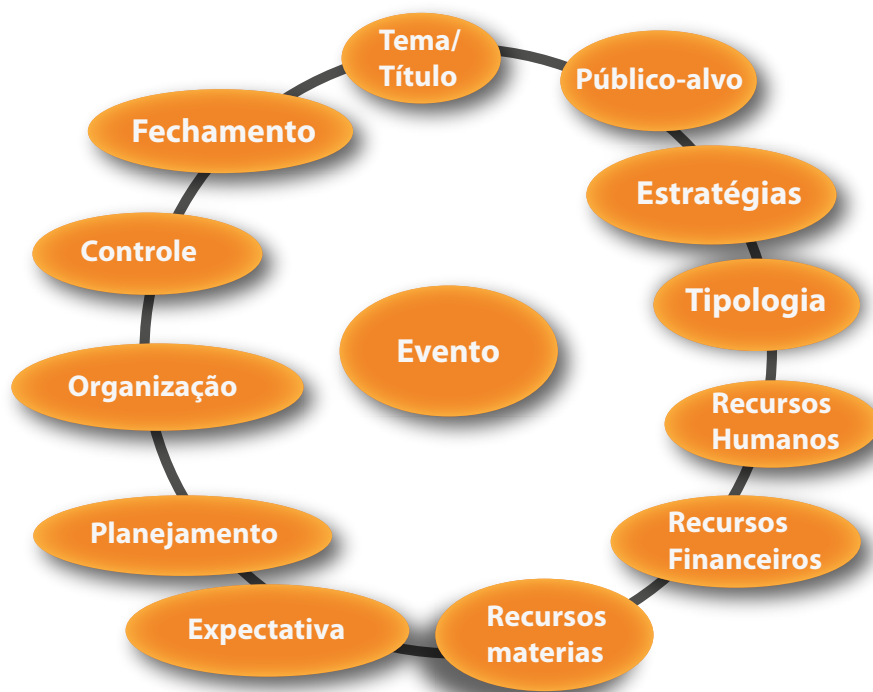 Tema/
Título
Público-alvo
Estratégias
Tipologia
Recursos
Humanos
Recursos
Financeiros
Recursos
materias
Expectativa
Planejamento
Organização
Controle
Fechamento
Evento